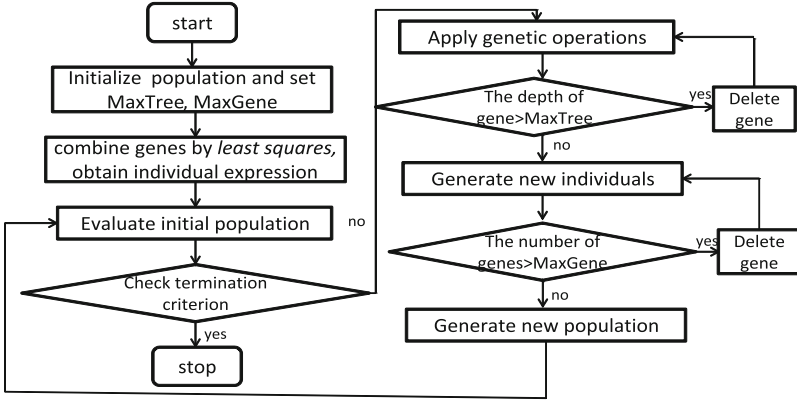 start
Initialize population and set
MaxTree, MaxGene
combine genes by least squares,
obtain individual expression
Evaluate initial population
no
Check termination
criterion
yes
stop
Apply genetic operations
The depth of
gene>MaxTree
yes
Delete
gene
no
Generate new individuals
The number of
genes>MaxGene
yes
Delete
gene
no
Generate new population